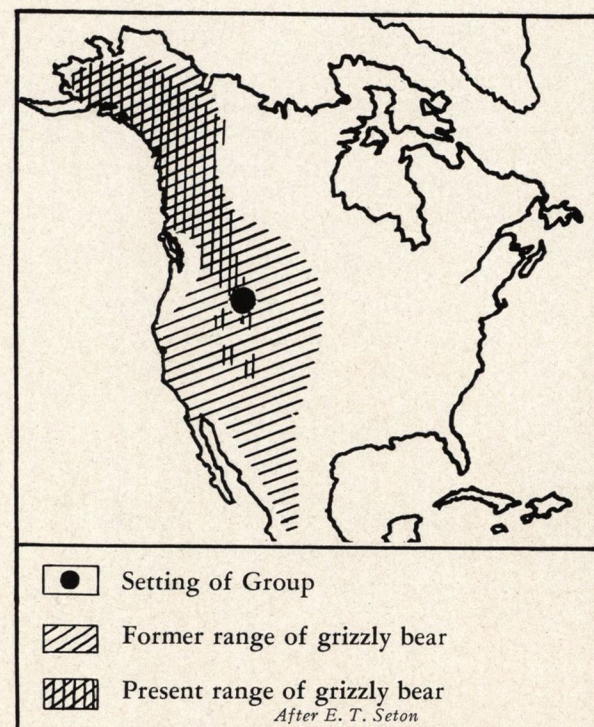 Setting of Group
Former range of grizzly bear
Present range of grizzly bear
After E. T. Seton